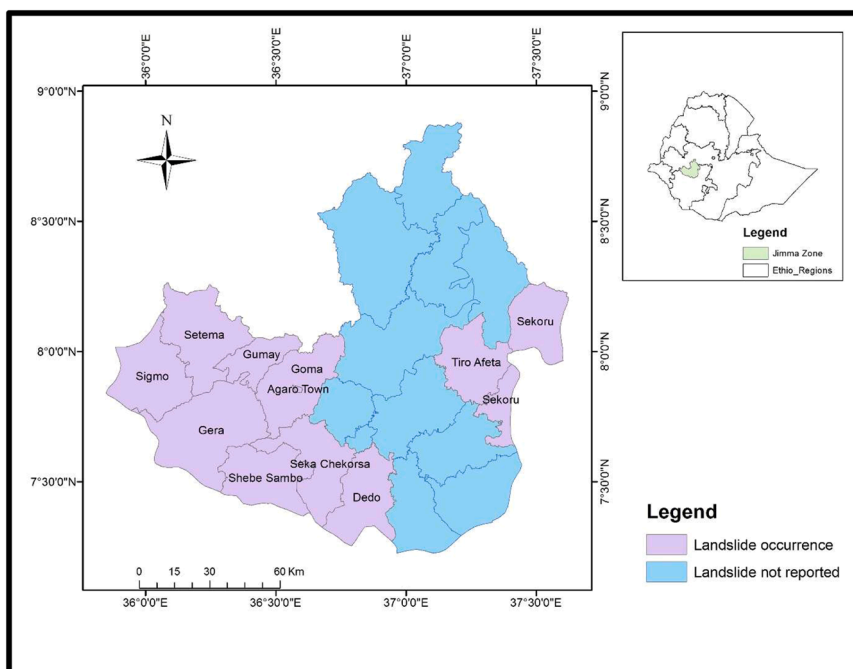 36°0'0"E
36°30'0"E
37°0'0"E
37°30'0"E
9°0'0"N
9°0'0"N
N
8°30'0"N
8°30'0"N
Legend
Jimma Zone
Ethio_Regions
Sekoru
Setema
Gumay
8°0'0"N
8°0'0"N
Goma
Tiro Afeta
Sigmo
Agaro Town
Sekoru
Gera
Seka Chekorsa
Shebe Sambo
7°30'0"N
7°30'0"N
Dedo
Legend
Landslide occurrence
Landslide not reported
0 15 30 60 Km
36°0'0"E
36°30'0"E
37°0'0"E
37°30'0"E